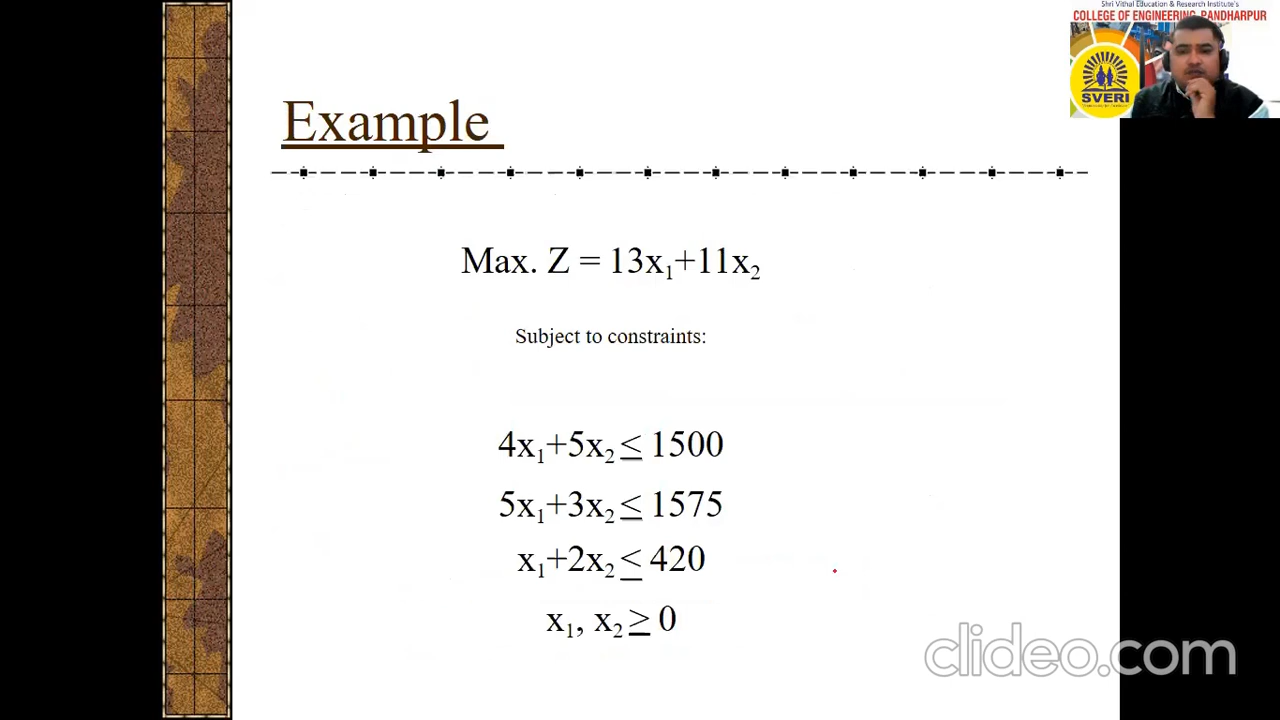 Shri Vithal Education & Research Institute's
COLLEGE OF ENGINEERING, PANDHARPUR
SVERI
Example
Max. Z = 13x₁+11x₂
Subject to constraints:
4x₁+5x₂ ≤ 1500
5x₁+3x₂ ≤ 1575
x₁+2x₂ ≤ 420
x₁, x₂ ≥ 0
clideo.com